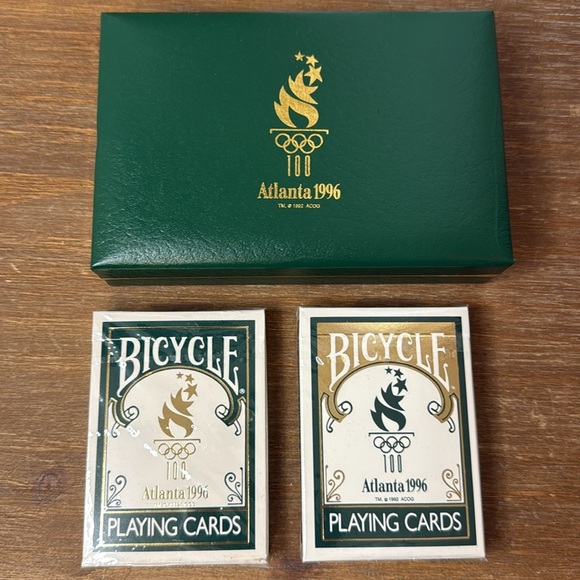 100
Atlanta 1996
TM, © 1992 ACOG
BICYCLE®
100
Atlanta 1996
PLAYING CARDS
BICYCLE
100
Atlanta 1996
TM, © 1992 ACOG
PLAYING CARDS